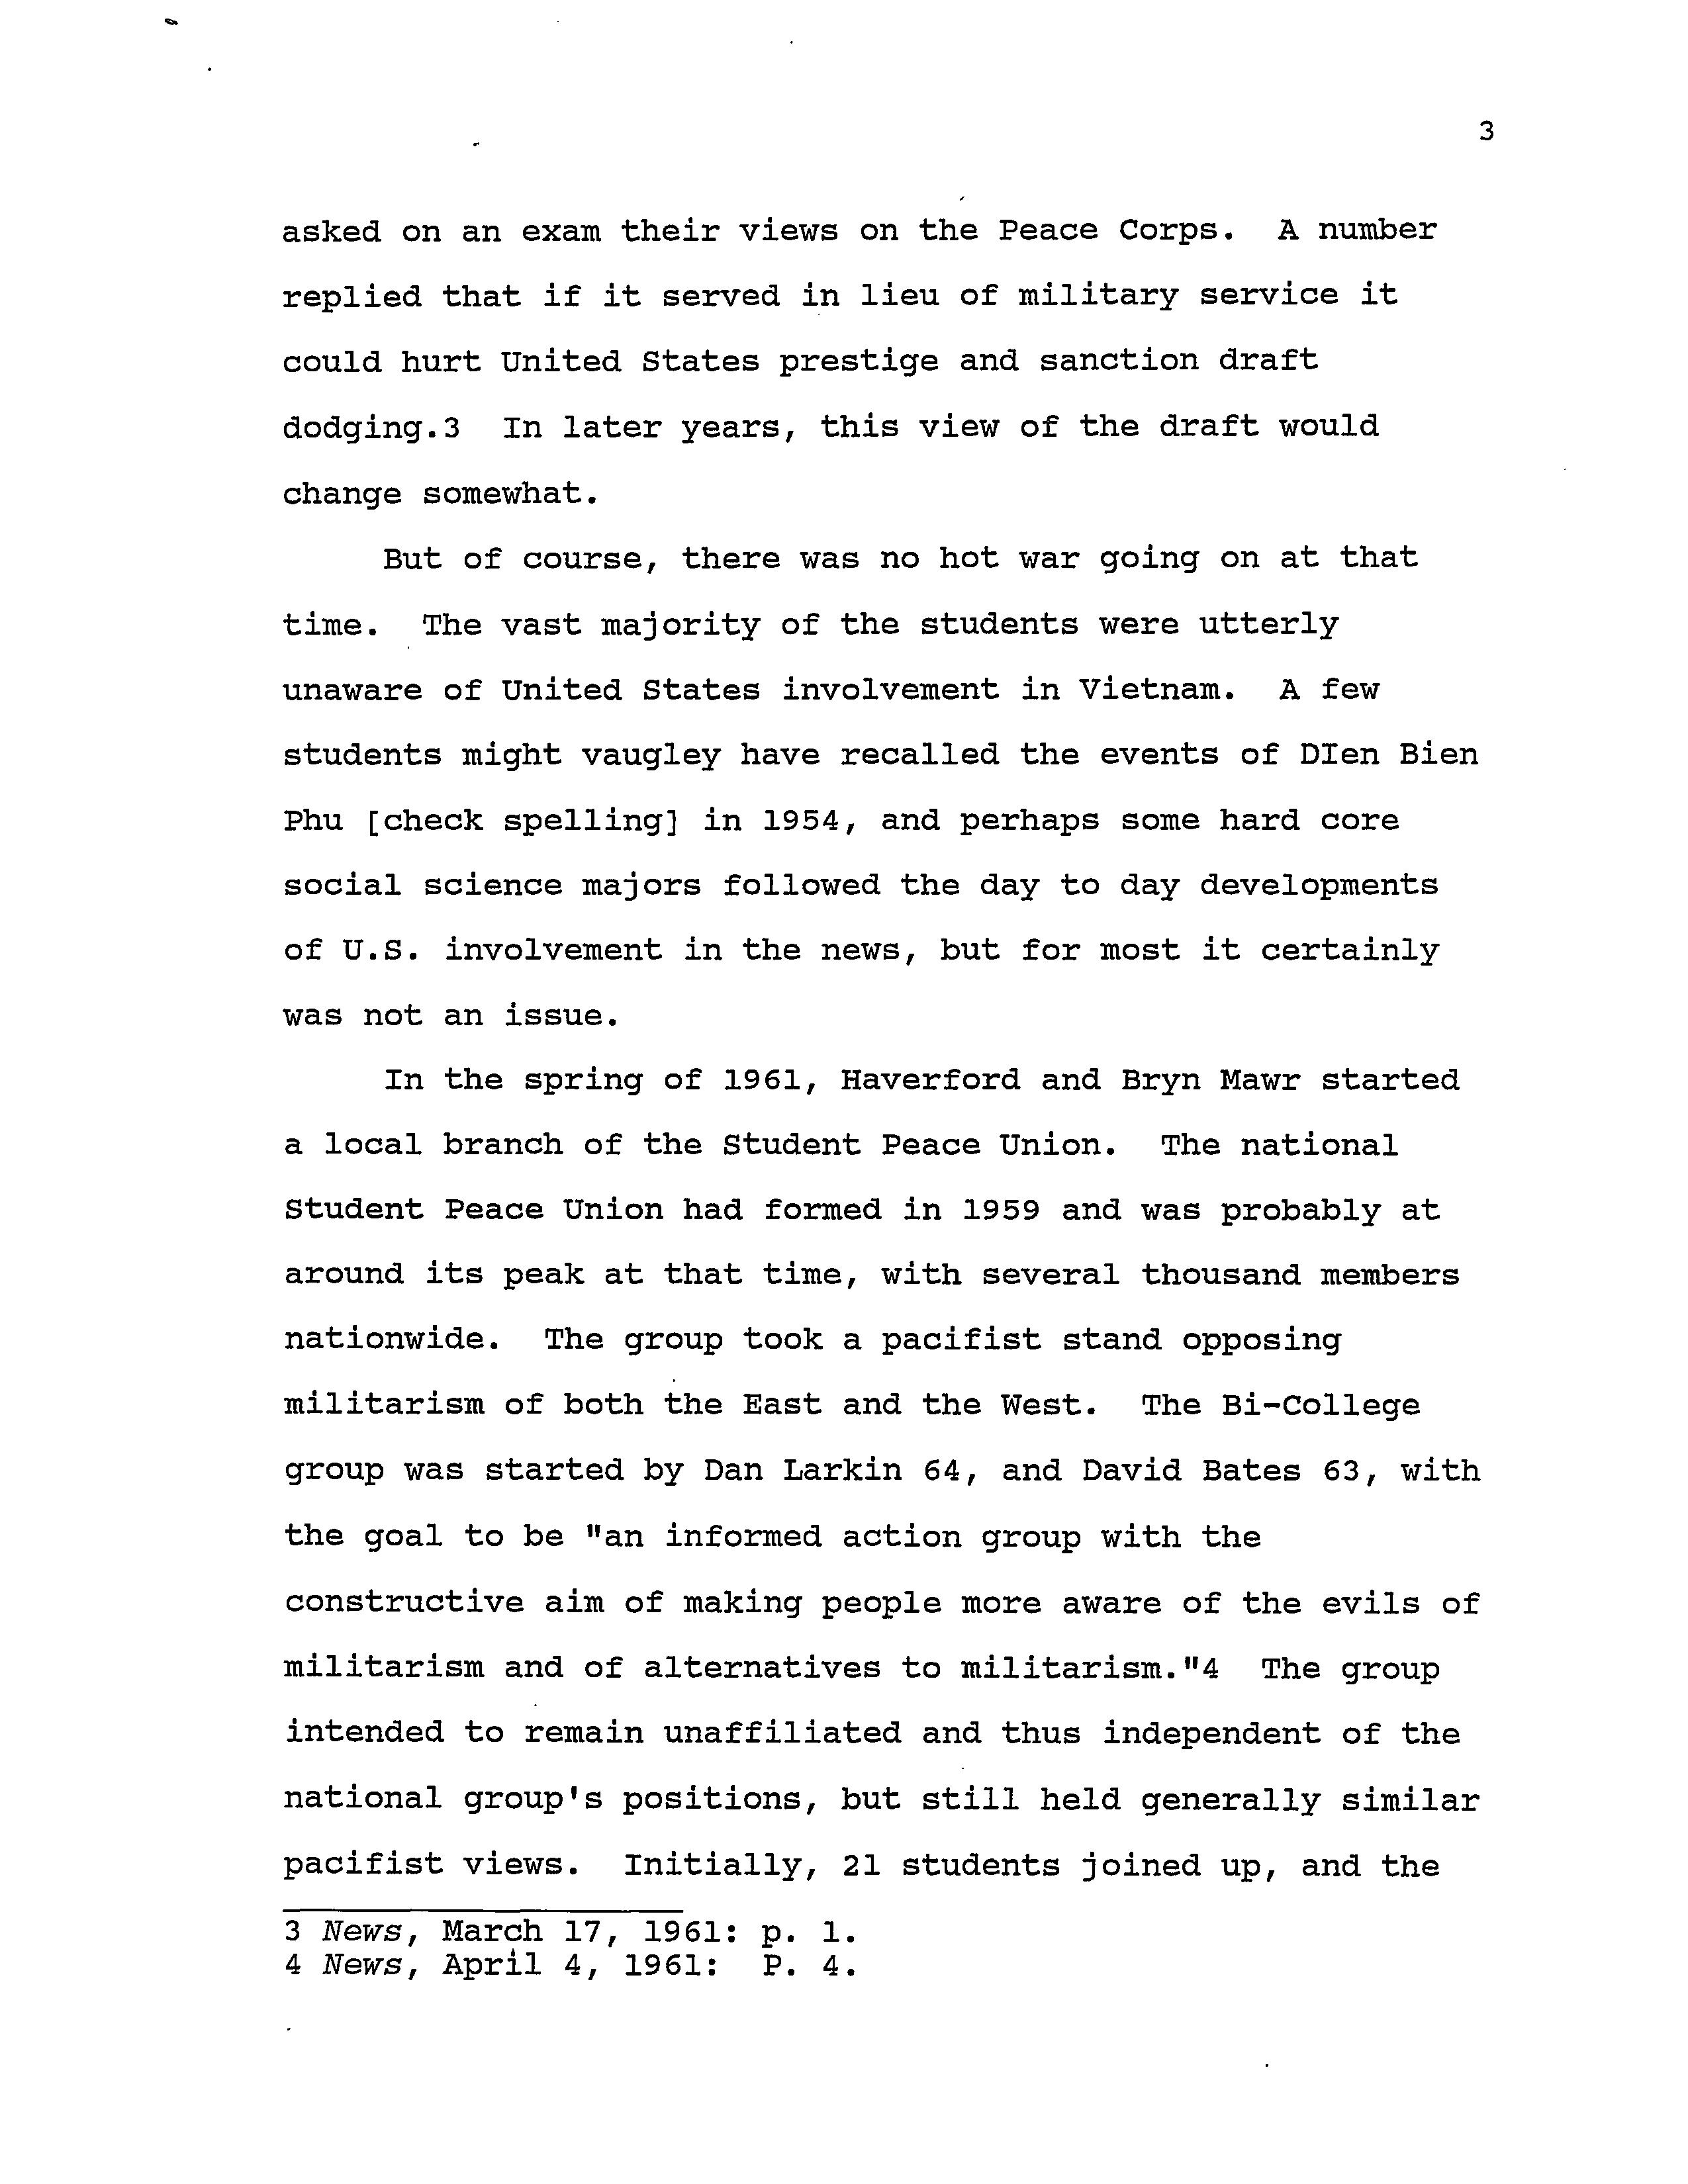 3
asked on an exam their views on the Peace Corps.  A number
replied that if it served in lieu of military service it
could hurt United States prestige and sanction draft
dodging.3  In later years, this view of the draft would
change somewhat.
But of course, there was no hot war going on at that
time.  The vast majority of the students were utterly
unaware of United States involvement in Vietnam.  A few
students might vaugley have recalled the events of DIen Bien
Phu [check spelling] in 1954, and perhaps some hard core
social science majors followed the day to day developments
of U.S. involvement in the news, but for most it certainly
was not an issue.
In the spring of 1961, Haverford and Bryn Mawr started
a local branch of the Student Peace Union.  The national
Student Peace Union had formed in 1959 and was probably at
around its peak at that time, with several thousand members
nationwide.  The group took a pacifist stand opposing
militarism of both the East and the West.  The Bi-College
group was started by Dan Larkin 64, and David Bates 63, with
the goal to be "an informed action group with the
constructive aim of making people more aware of the evils of
militarism and of alternatives to militarism."4  The group
intended to remain unaffiliated and thus independent of the
national group's positions, but still held generally similar
pacifist views.  Initially, 21 students joined up, and the
3 News, March 17, 1961: p. 1.
4 News, April 4, 1961:  P. 4.